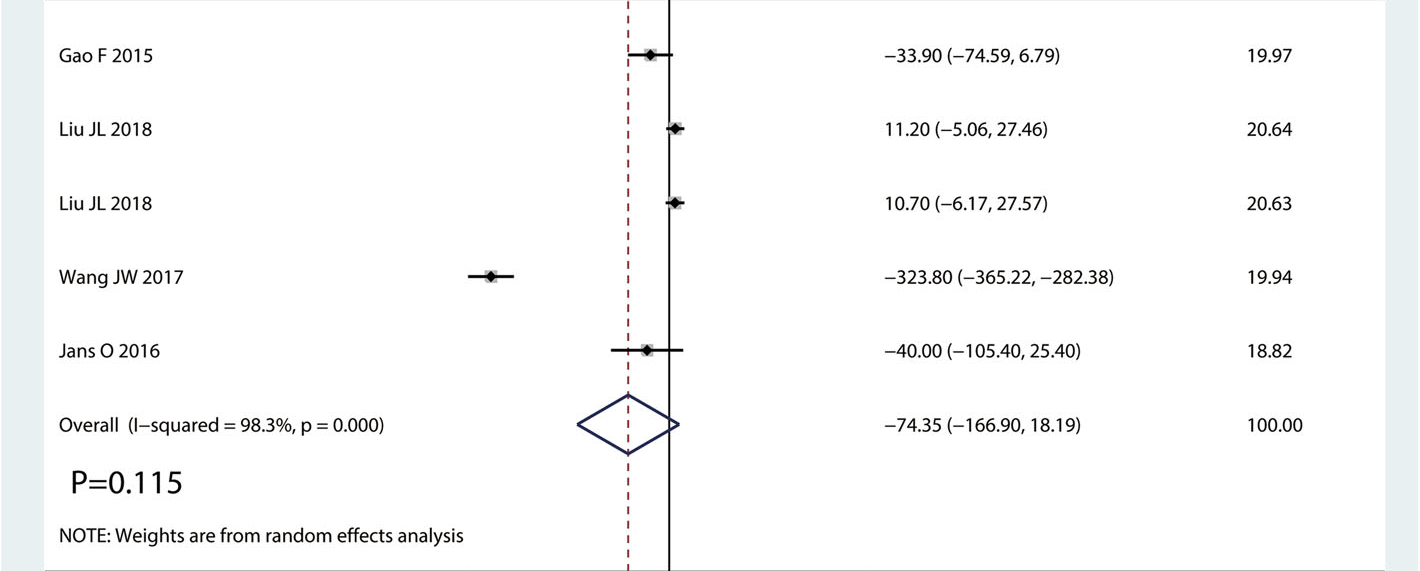 Gao F 2015 −33.90 (−74.59, 6.79) 19.97
Liu JL 2018 11.20 (−5.06, 27.46) 20.64
Liu JL 2018 10.70 (−6.17, 27.57) 20.63
Wang JW 2017 −323.80 (−365.22, −282.38) 19.94
Jans O 2016 −40.00 (−105.40, 25.40) 18.82
Overall (I−squared = 98.3%, p = 0.000) −74.35 (−166.90, 18.19) 100.00
P=0.115
NOTE: Weights are from random effects analysis